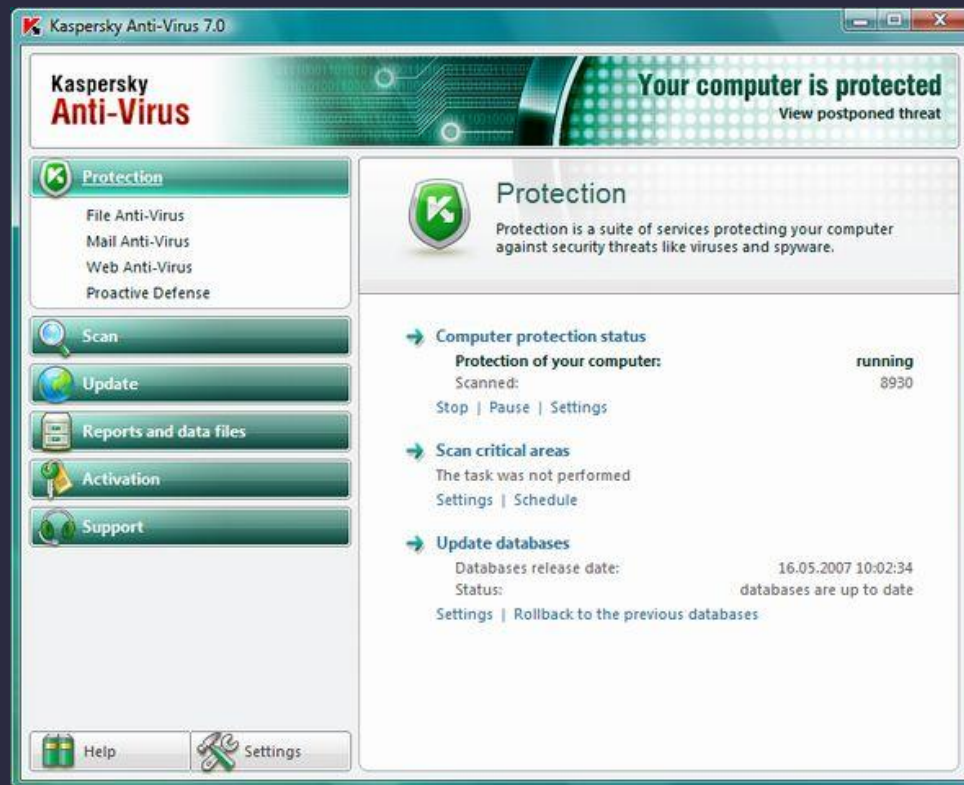 Kaspersky Anti-Virus 7.0
Kaspersky
Anti-Virus
Your computer is protected
View postponed threat
Protection
File Anti-Virus
Mail Anti-Virus
Web Anti-Virus
Proactive Defense
Scan
Update
Reports and data files
Activation
Support
Help
Settings
Protection
Protection is a suite of services protecting your computer
against security threats like viruses and spyware.
Computer protection status
Protection of your computer: running
Scanned: 8930
Stop | Pause | Settings
Scan critical areas
The task was not performed
Settings | Schedule
Update databases
Databases release date: 16.05.2007 10:02:34
Status: databases are up to date
Settings | Rollback to the previous databases